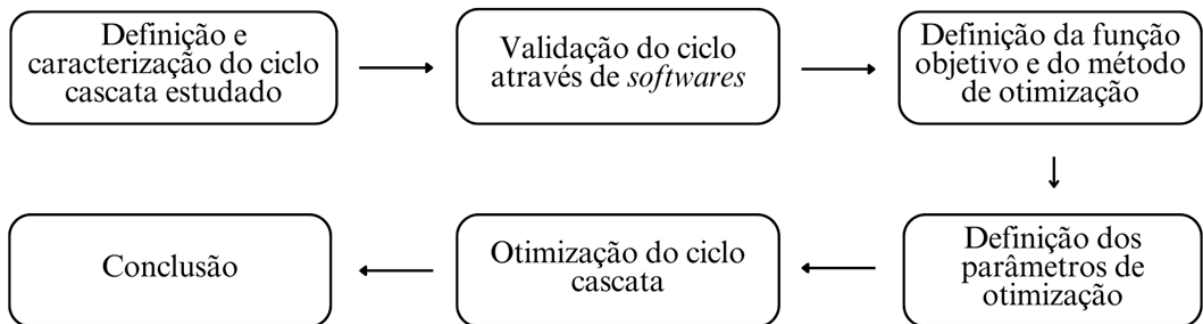 Definição e
caracterização do ciclo
cascata estudado
Validação do ciclo
através de softwares
Definição da função
objetivo e do método
de otimização
Definição dos
parâmetros de
otimização
Otimização do ciclo
cascata
Conclusão